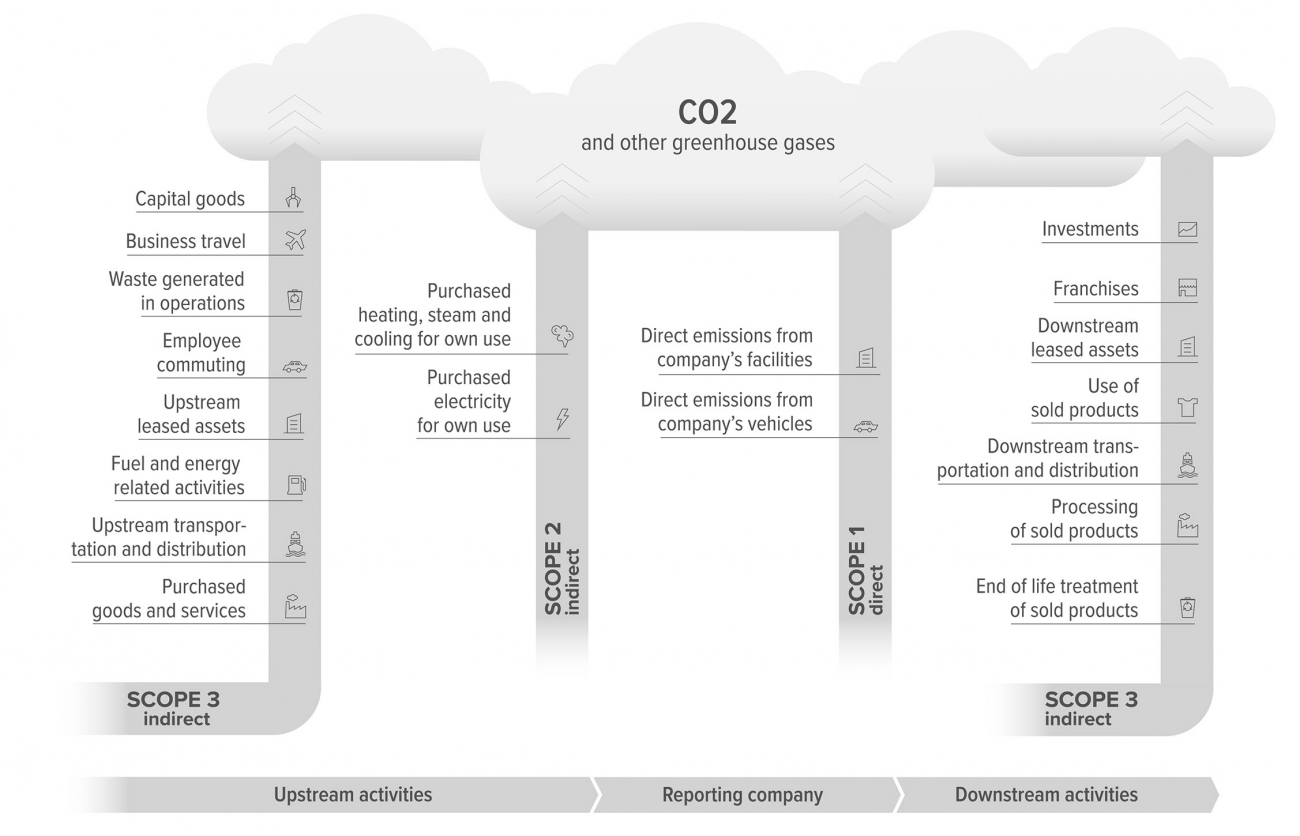 CO2
and other greenhouse gases
Capital goods
Business travel
Waste generated
in operations
Employee
commuting
Upstream
leased assets
Fuel and energy
related activities
Upstream transpor-
tation and distribution
Purchased
goods and services
SCOPE 3
indirect
Purchased
heating, steam and
cooling for own use
Purchased
electricity
for own use
SCOPE 2
indirect
Direct emissions from
company’s facilities
Direct emissions from
company’s vehicles
SCOPE 1
direct
Investments
Franchises
Downstream
leased assets
Use of
sold products
Downstream trans-
portation and distribution
Processing
of sold products
End of life treatment
of sold products
SCOPE 3
indirect
Upstream activities
Reporting company
Downstream activities